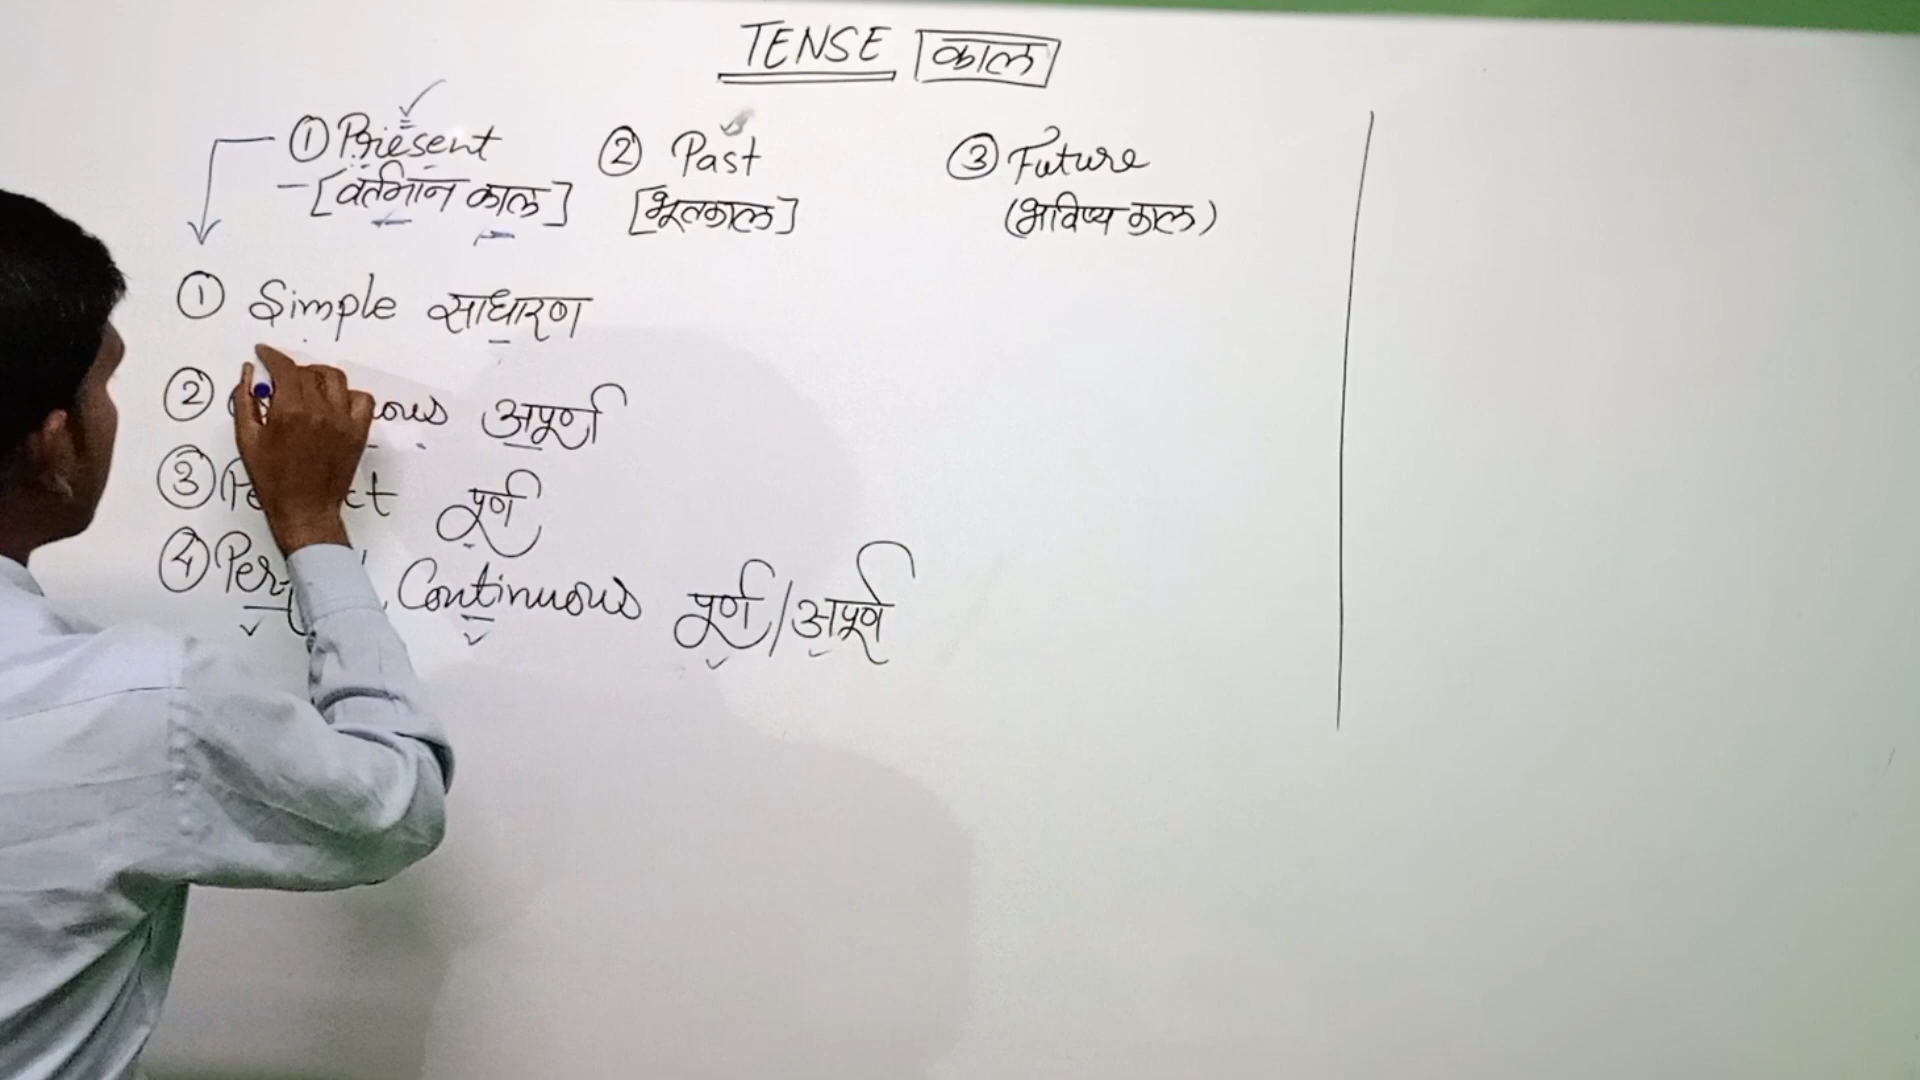 TENSE काल
① Present ② Past ③ Future
-[वर्तमान काल] [भूतकाल] (भाविष्य काल)
① Simple साधारण
② अपूर्ण
③ पूर्ण
④ Continuous पूर्ण/अपूर्ण